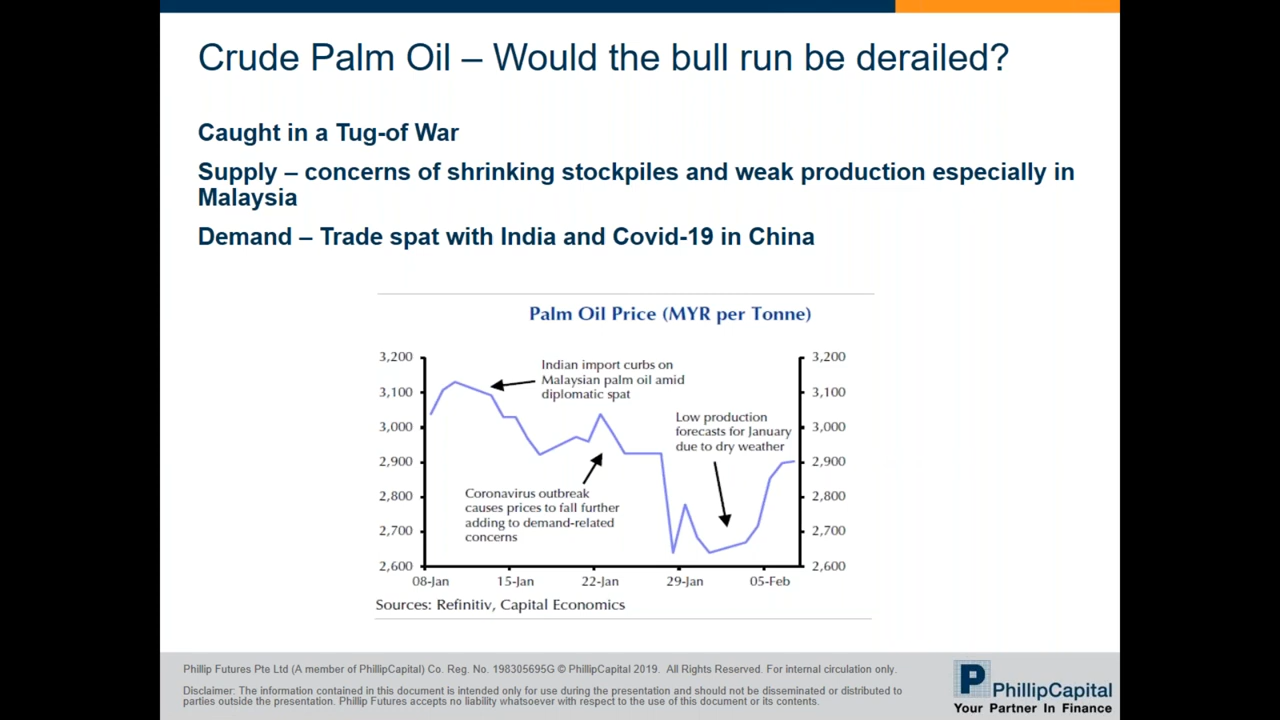 Crude Palm Oil – Would the bull run be derailed?
Caught in a Tug-of War
Supply – concerns of shrinking stockpiles and weak production especially in
Malaysia
Demand – Trade spat with India and Covid-19 in China
Palm Oil Price (MYR per Tonne)
3,200
3,100
3,000
2,900
2,800
2,700
2,600
Indian import curbs on
Malaysian palm oil amid
diplomatic spat
Low production
forecasts for January
due to dry weather
Coronavirus outbreak
causes prices to fall further
adding to demand-related
concerns
3,200
3,100
3,000
2,900
2,800
2,700
2,600
08-Jan 15-Jan 22-Jan 29-Jan 05-Feb
Sources: Refinitiv, Capital Economics
Phillip Futures Pte Ltd (A member of PhillipCapital) Co. Reg. No. 198305695G © PhillipCapital 2019. All Rights Reserved. For internal circulation only.
Disclaimer: The information contained in this document is intended only for use during the presentation and should not be disseminated or distributed to
parties outside the presentation. Phillip Futures accepts no liability whatsoever with respect to the use of this document or its contents.
P PhillipCapital
Your Partner In Finance